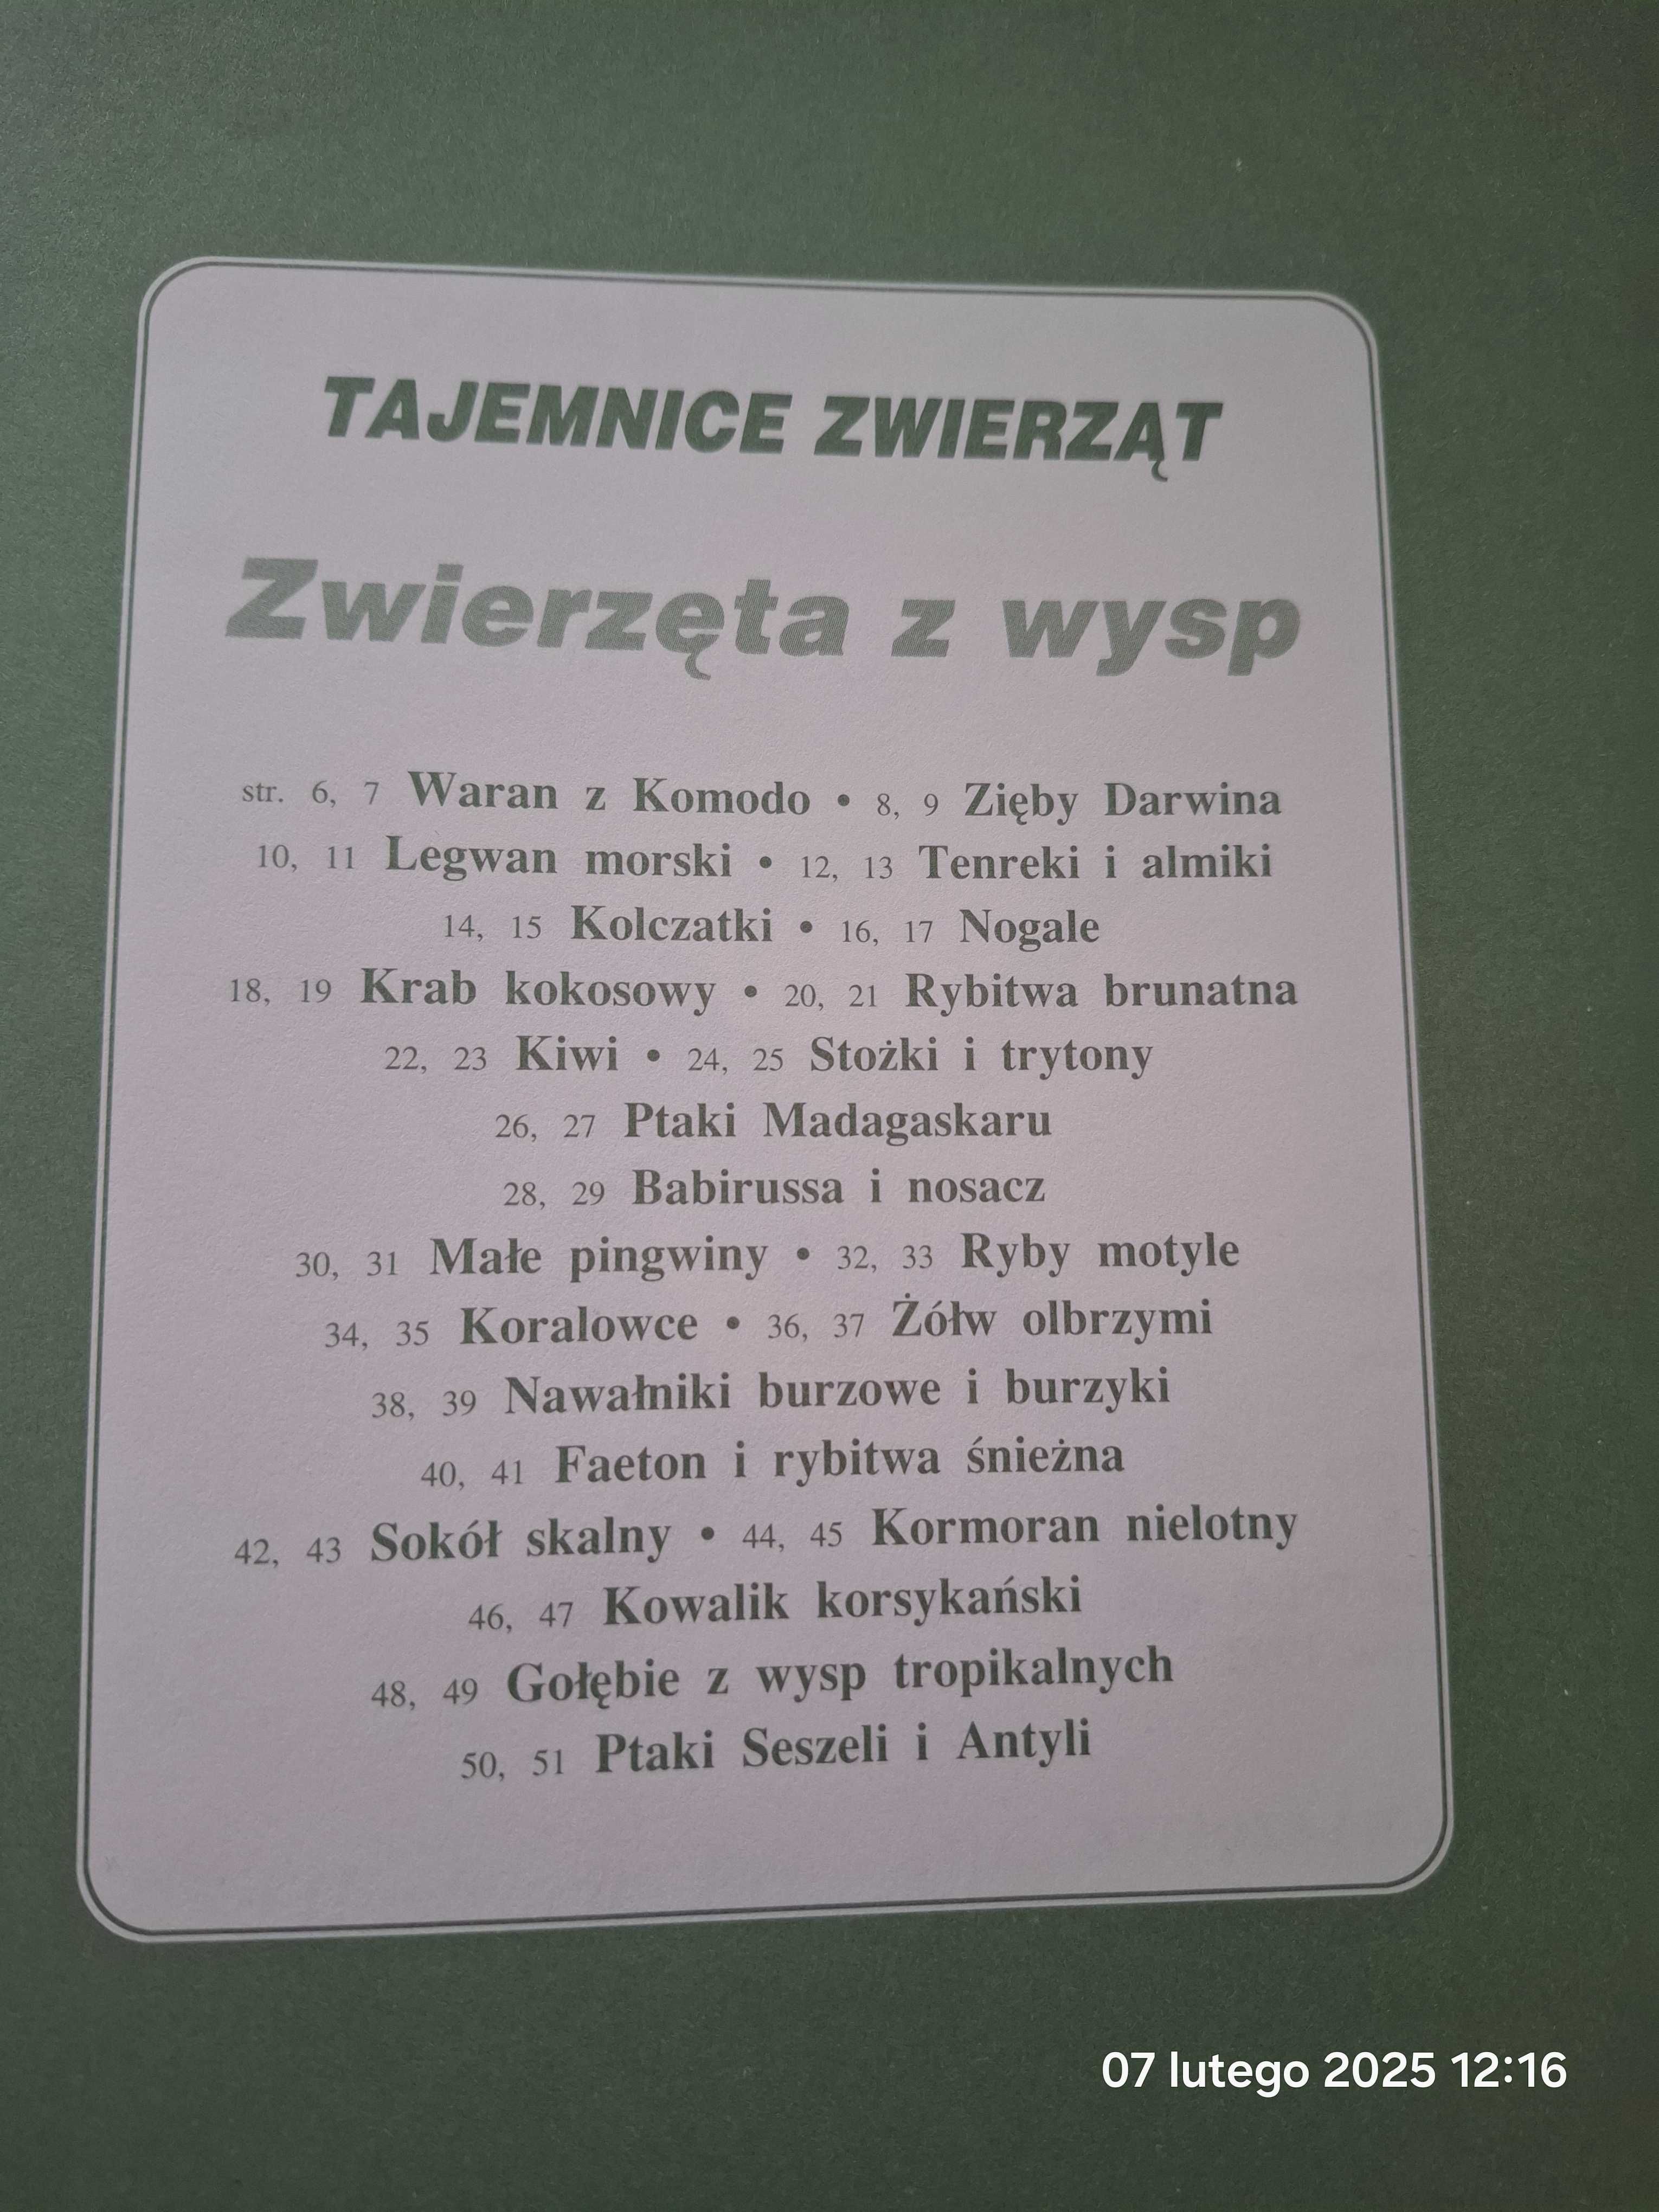 TAJEMNICE ZWIERZĄT
Zwierzęta z wysp
str. 6, 7 Waran z Komodo • 8, 9 Zięby Darwina
10, 11 Legwan morski • 12, 13 Tenreki i almiki
14, 15 Kolczatki • 16, 17 Nogale
18, 19 Krab kokosowy • 20, 21 Rybitwa brunatna
22, 23 Kiwi • 24, 25 Stożki i trytony
26, 27 Ptaki Madagaskaru
28, 29 Babirussa i nosacz
30, 31 Małe pingwiny • 32, 33 Ryby motyle
34, 35 Koralowce • 36, 37 Żółw olbrzymi
38, 39 Nawałniki burzowe i burzyki
40, 41 Faeton i rybitwa śnieżna
42, 43 Sokół skalny • 44, 45 Kormoran nielotny
46, 47 Kowalik korsykański
48, 49 Gołębie z wysp tropikalnych
50, 51 Ptaki Seszeli i Antyli
07 lutego 2025 12:16